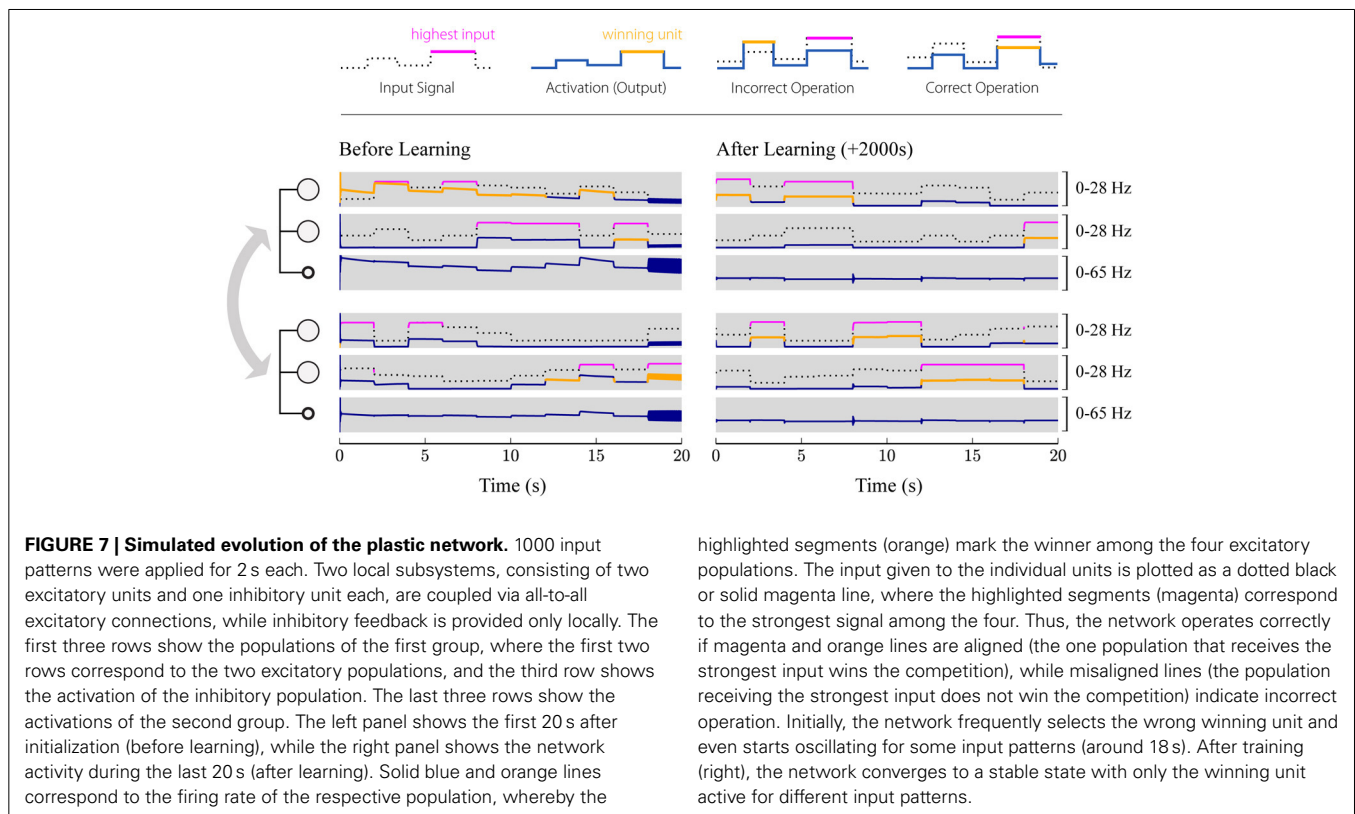 highest input
winning unit
Input Signal
Activation (Output)
Incorrect Operation
Correct Operation
Before Learning
After Learning (+2000s)
0-28 Hz
0-28 Hz
0-65 Hz
0-28 Hz
0-28 Hz
0-65 Hz
0 5 10 15 20
0 5 10 15 20
Time (s)
Time (s)
FIGURE 7 | Simulated evolution of the plastic network. 1000 input
patterns were applied for 2 s each. Two local subsystems, consisting of two
excitatory units and one inhibitory unit each, are coupled via all-to-all
excitatory connections, while inhibitory feedback is provided only locally. The
first three rows show the populations of the first group, where the first two
rows correspond to the two excitatory populations, and the third row shows
the activation of the inhibitory population. The last three rows show the
activations of the second group. The left panel shows the first 20 s after
initialization (before learning), while the right panel shows the network
activity during the last 20 s (after learning). Solid blue and orange lines
correspond to the firing rate of the respective population, whereby the
highlighted segments (orange) mark the winner among the four excitatory
populations. The input given to the individual units is plotted as a dotted black
or solid magenta line, where the highlighted segments (magenta) correspond
to the strongest signal among the four. Thus, the network operates correctly
if magenta and orange lines are aligned (the one population that receives the
strongest input wins the competition), while misaligned lines (the population
receiving the strongest input does not win the competition) indicate incorrect
operation. Initially, the network frequently selects the wrong winning unit and
even starts oscillating for some input patterns (around 18 s). After training
(right), the network converges to a stable state with only the winning unit
active for different input patterns.